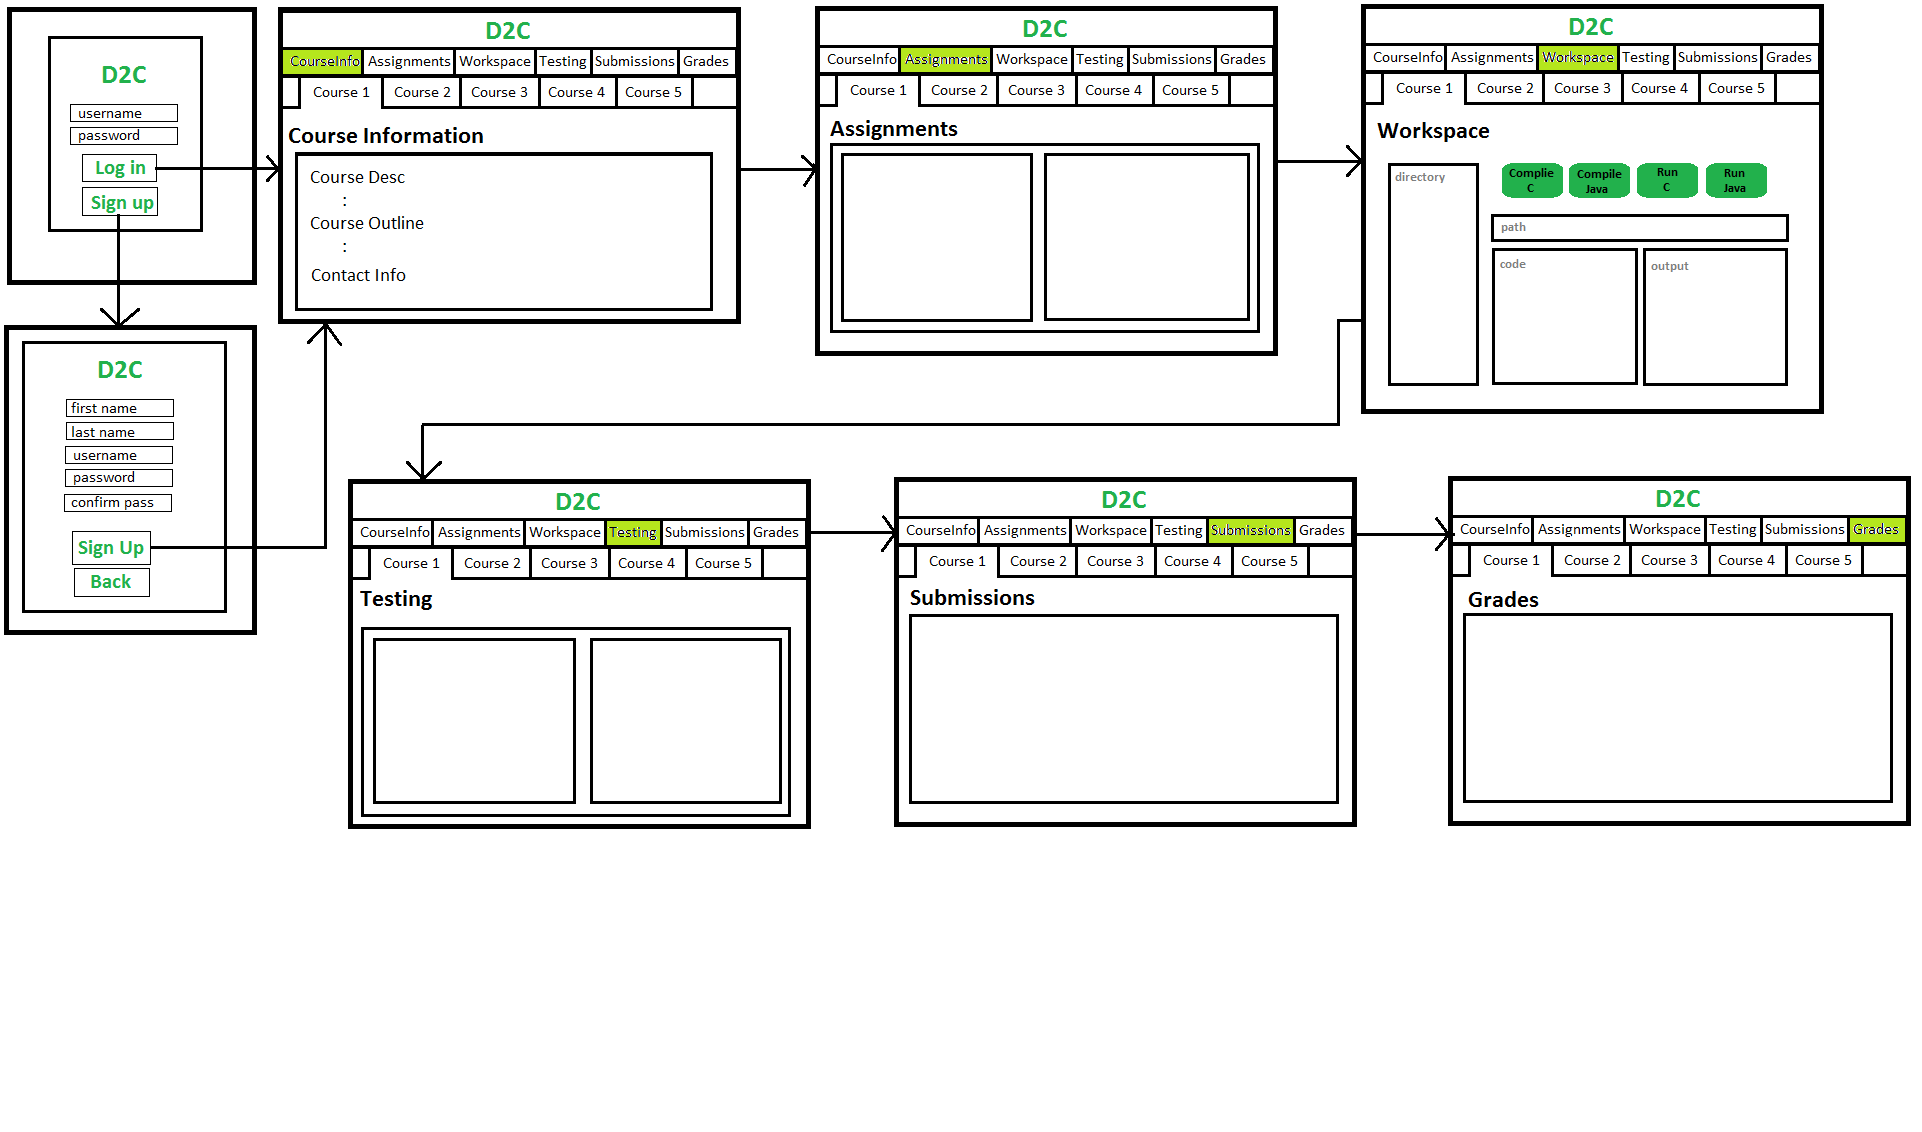 D2C
username
password
Log in
Sign up
D2C
CourseInfo Assignments Workspace Testing Submissions Grades
Course 1 Course 2 Course 3 Course 4 Course 5
Course Information
Course Desc
:
Course Outline
:
Contact Info
D2C
CourseInfo Assignments Workspace Testing Submissions Grades
Course 1 Course 2 Course 3 Course 4 Course 5
Assignments
D2C
CourseInfo Assignments Workspace Testing Submissions Grades
Course 1 Course 2 Course 3 Course 4 Course 5
Workspace
directory
Complie
C
Compile
Java
Run
C
Run
Java
path
code
output
D2C
first name
last name
username
password
confirm pass
Sign Up
Back
D2C
CourseInfo Assignments Workspace Testing Submissions Grades
Course 1 Course 2 Course 3 Course 4 Course 5
Testing
D2C
CourseInfo Assignments Workspace Testing Submissions Grades
Course 1 Course 2 Course 3 Course 4 Course 5
Submissions
D2C
CourseInfo Assignments Workspace Testing Submissions Grades
Course 1 Course 2 Course 3 Course 4 Course 5
Grades